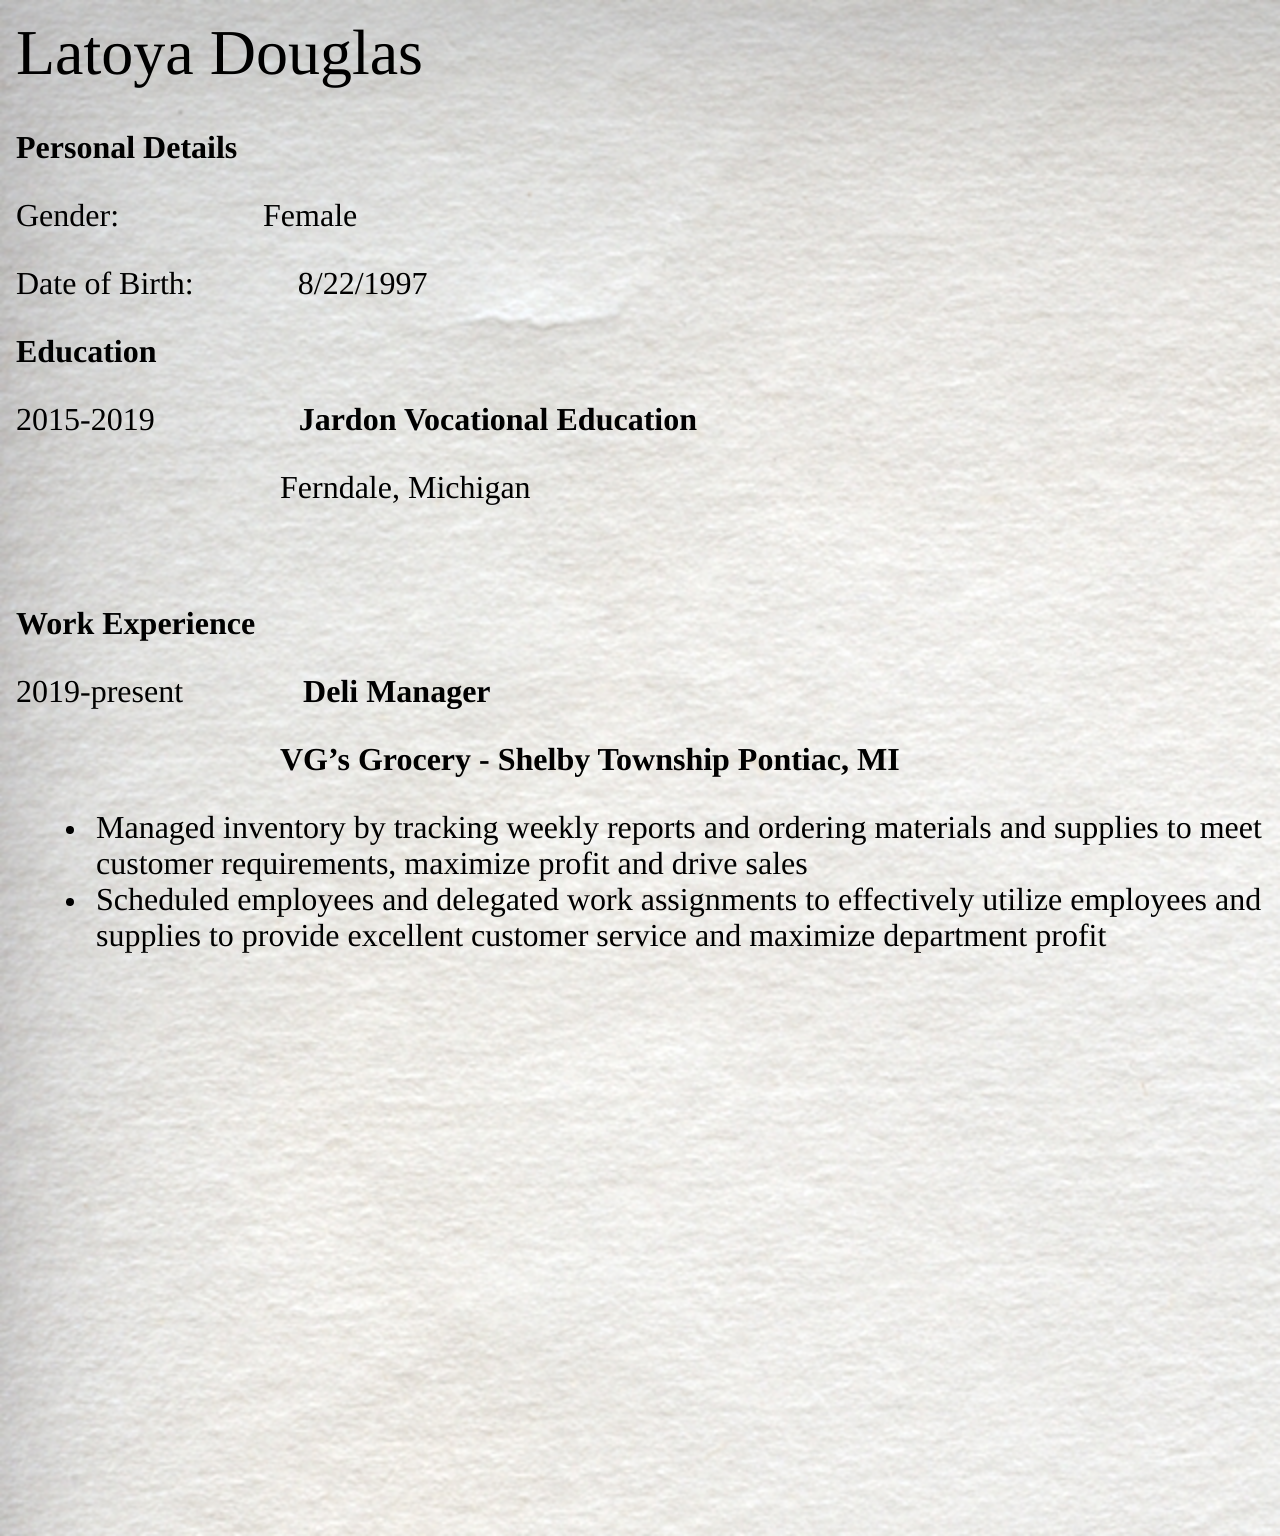 Latoya Douglas
Personal Details
Gender: Female
Date of Birth: 8/22/1997
Education
2015-2019 Jardon Vocational Education
Ferndale, Michigan
Work Experience
2019-present Deli Manager
VG’s Grocery - Shelby Township Pontiac, MI
• Managed inventory by tracking weekly reports and ordering materials and supplies to meet
customer requirements, maximize profit and drive sales
• Scheduled employees and delegated work assignments to effectively utilize employees and
supplies to provide excellent customer service and maximize department profit